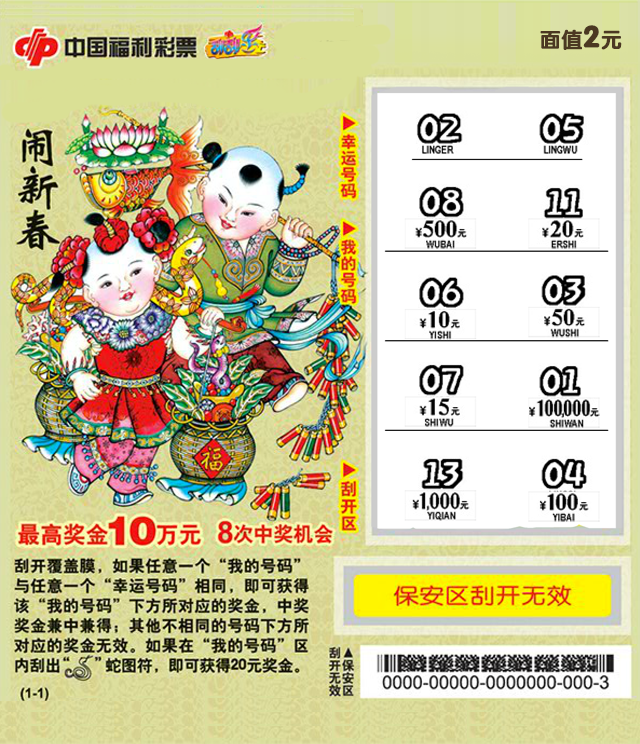 中国福利彩票 刮刮乐
面值2元
闹新春
幸运号码
02 05
LINGER LINGWU
我的号码
08 11
¥500元 ¥20元
WUBAI ERSHI
06 03
¥10元 ¥50元
YISHI WUSHI
07 01
¥15元 ¥100,000元
SHIWU SHIWAN
13 04
¥1,000元 ¥100元
YIQIAN YIBAI
刮开区
福
最高奖金10万元 8次中奖机会
刮开覆盖膜，如果任意一个“我的号码”
与任意一个“幸运号码”相同，即可获得
该“我的号码”下方所对应的奖金，中奖
奖金兼中兼得；其他不相同的号码下方所
对应的奖金无效。如果在“我的号码”区
内刮出“ ”蛇图符，即可获得20元奖金。
(1-1)
保安区刮开无效
保安区
刮开无效
0000-00000-0000000-000-3